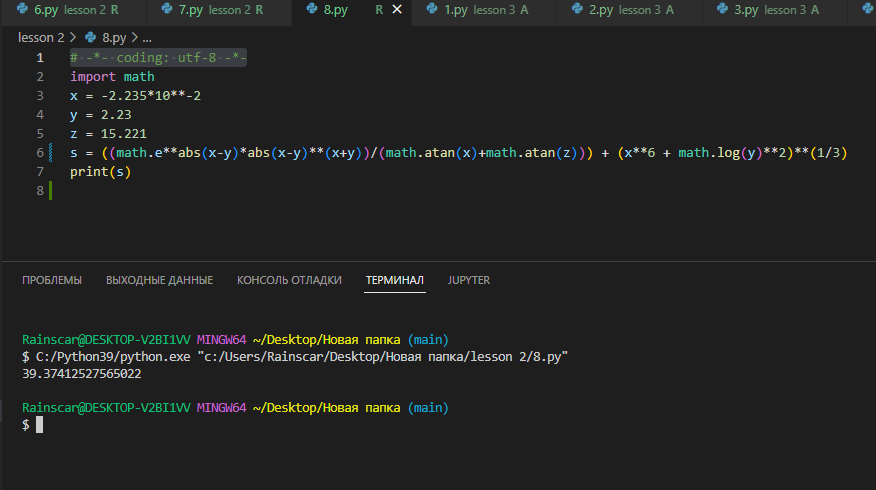 6.py lesson 2 R 7.py lesson 2 R 8.py R 1.py lesson 3 A 2.py lesson 3 A 3.py lesson 3 A
lesson 2 > 8.py > ...
1 # -*- coding: utf-8 -*-
2 import math
3 x = -2.235*10**-2
4 y = 2.23
5 z = 15.221
6 s = ((math.e**abs(x-y)*abs(x-y)**(x+y))/(math.atan(x)+math.atan(z))) + (x**6 + math.log(y)**2)**(1/3)
7 print(s)
8
ПРОБЛЕМЫ ВЫХОДНЫЕ ДАННЫЕ КОНСОЛЬ ОТЛАДКИ ТЕРМИНАЛ JUPYTER
Rainscar@DESKTOP-V2BI1VV MINGW64 ~/Desktop/Новая папка (main)
$ C:/Python39/python.exe "c:/Users/Rainscar/Desktop/Новая папка/lesson 2/8.py"
39.37412527565022
Rainscar@DESKTOP-V2BI1VV MINGW64 ~/Desktop/Новая папка (main)
$